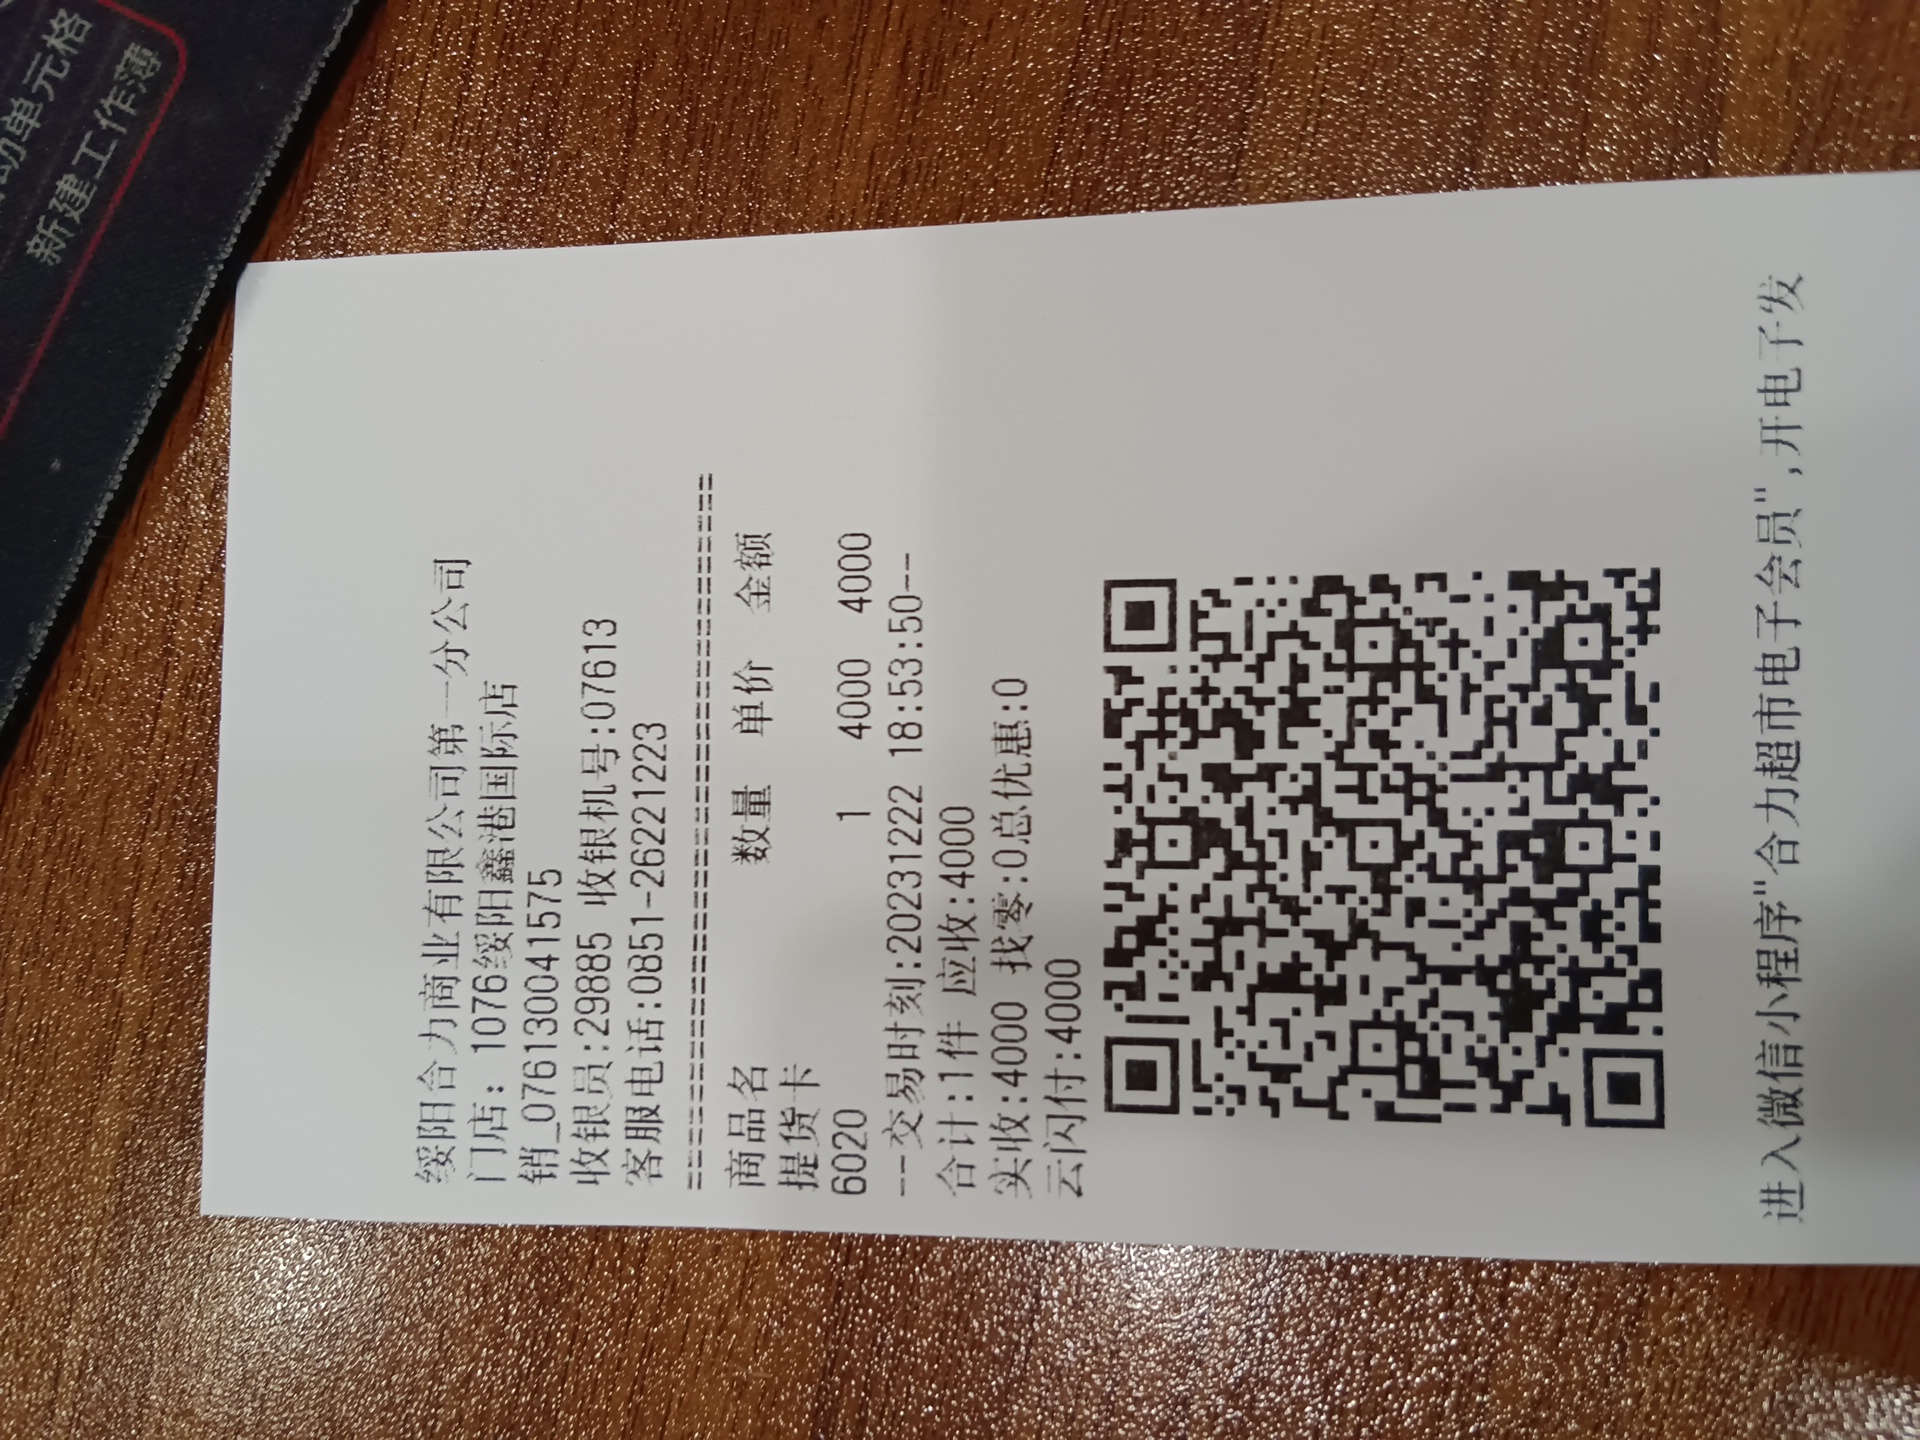 绥阳合力商业有限公司第一分公司
门店: 1076绥阳鑫港国际店
销_076130041575
收银员:29885 收银机号:07613
客服电话:0851-26221223
========================================
商品名 数量 单价 金额
提货卡
6020 1 4000 4000
--交易时刻:20231222 18:53:50--
合计:1件 应收:4000
实收:4000 找零:0总优惠:0
云闪付:4000
进入微信小程序"合力超市电子会员",开电子发
动单元格
新建工作簿